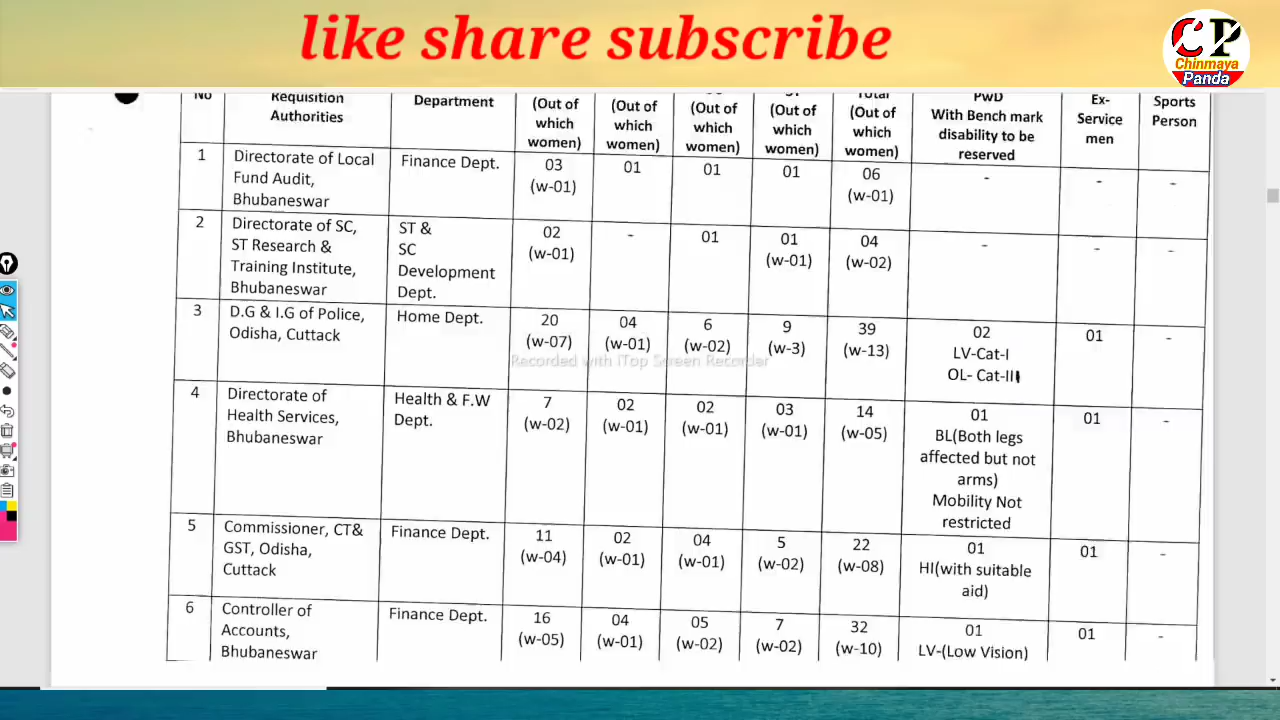 like share subscribe
CP
Chinmaya
Panda
No
Requisition
Authorities
Department
(Out of
which
women)
(Out of
which
women)
(Out of
which
women)
(Out of
which
women)
Total
(Out of
which
women)
PwD
With Bench mark
disability to be
reserved
Ex-
Service
men
Sports
Person
1
Directorate of Local
Fund Audit,
Bhubaneswar
Finance Dept.
03
(w-01)
01
01
01
06
(w-01)
-
-
-
2
Directorate of SC,
ST Research &
Training Institute,
Bhubaneswar
ST &
SC
Development
Dept.
02
(w-01)
-
01
01
(w-01)
04
(w-02)
-
-
-
3
D.G & I.G of Police,
Odisha, Cuttack
Home Dept.
20
(w-07)
04
(w-01)
6
(w-02)
9
(w-3)
39
(w-13)
02
LV-Cat-I
OL- Cat-III
01
-
Recorded with iTop Screen Recorder
4
Directorate of
Health Services,
Bhubaneswar
Health & F.W
Dept.
7
(w-02)
02
(w-01)
02
(w-01)
03
(w-01)
14
(w-05)
01
BL(Both legs
affected but not
arms)
Mobility Not
restricted
01
-
5
Commissioner, CT&
GST, Odisha,
Cuttack
Finance Dept.
11
(w-04)
02
(w-01)
04
(w-01)
5
(w-02)
22
(w-08)
01
HI(with suitable
aid)
01
-
6
Controller of
Accounts,
Bhubaneswar
Finance Dept.
16
(w-05)
04
(w-01)
05
(w-02)
7
(w-02)
32
(w-10)
01
LV-(Low Vision)
01
-